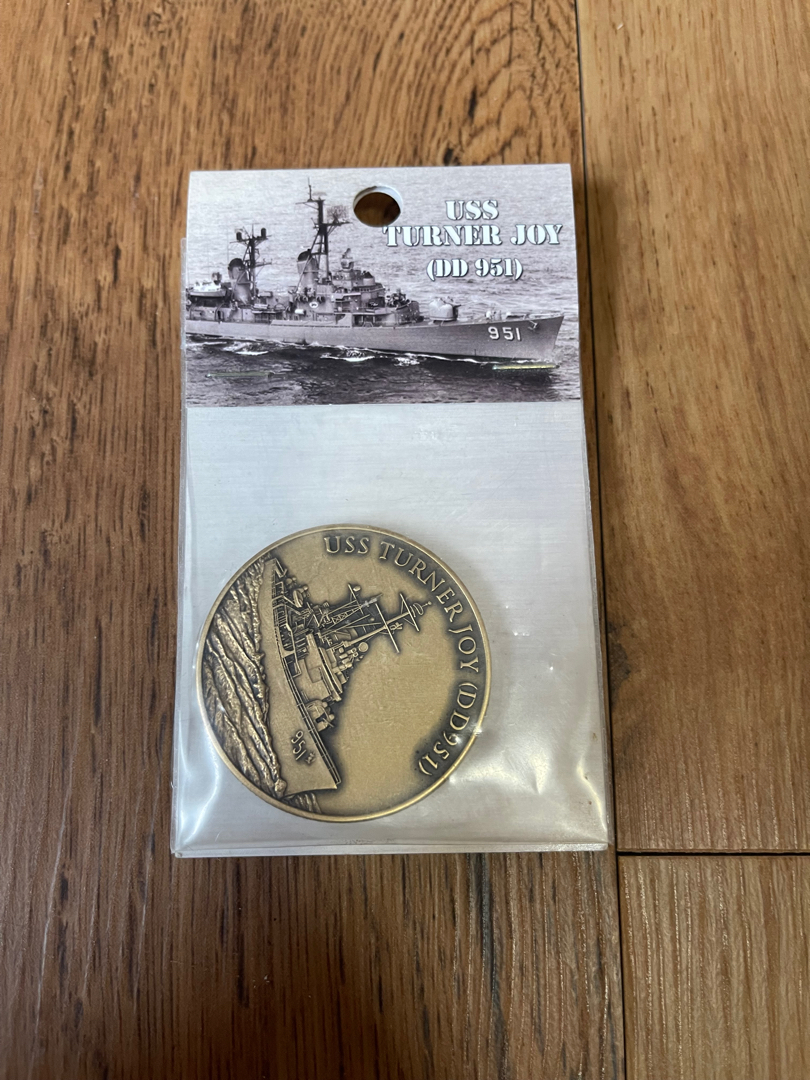 USS
TURNER JOY
(DD 951)
951
USS TURNER JOY (DD 951)
951